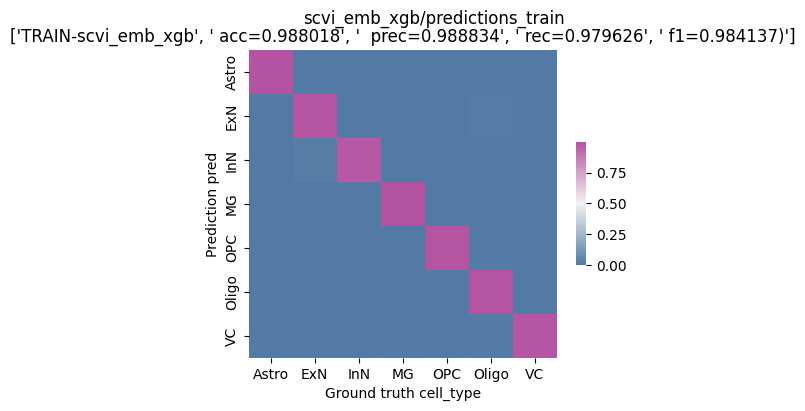 scvi_emb_xgb/predictions_train
['TRAIN-scvi_emb_xgb', ' acc=0.988018', '  prec=0.988834', ' rec=0.979626', ' f1=0.984137)']
Astro
ExN
InN
MG
OPC
Oligo
VC
Prediction pred
0.75
0.50
0.25
0.00
Astro ExN InN MG OPC Oligo VC
Ground truth cell_type